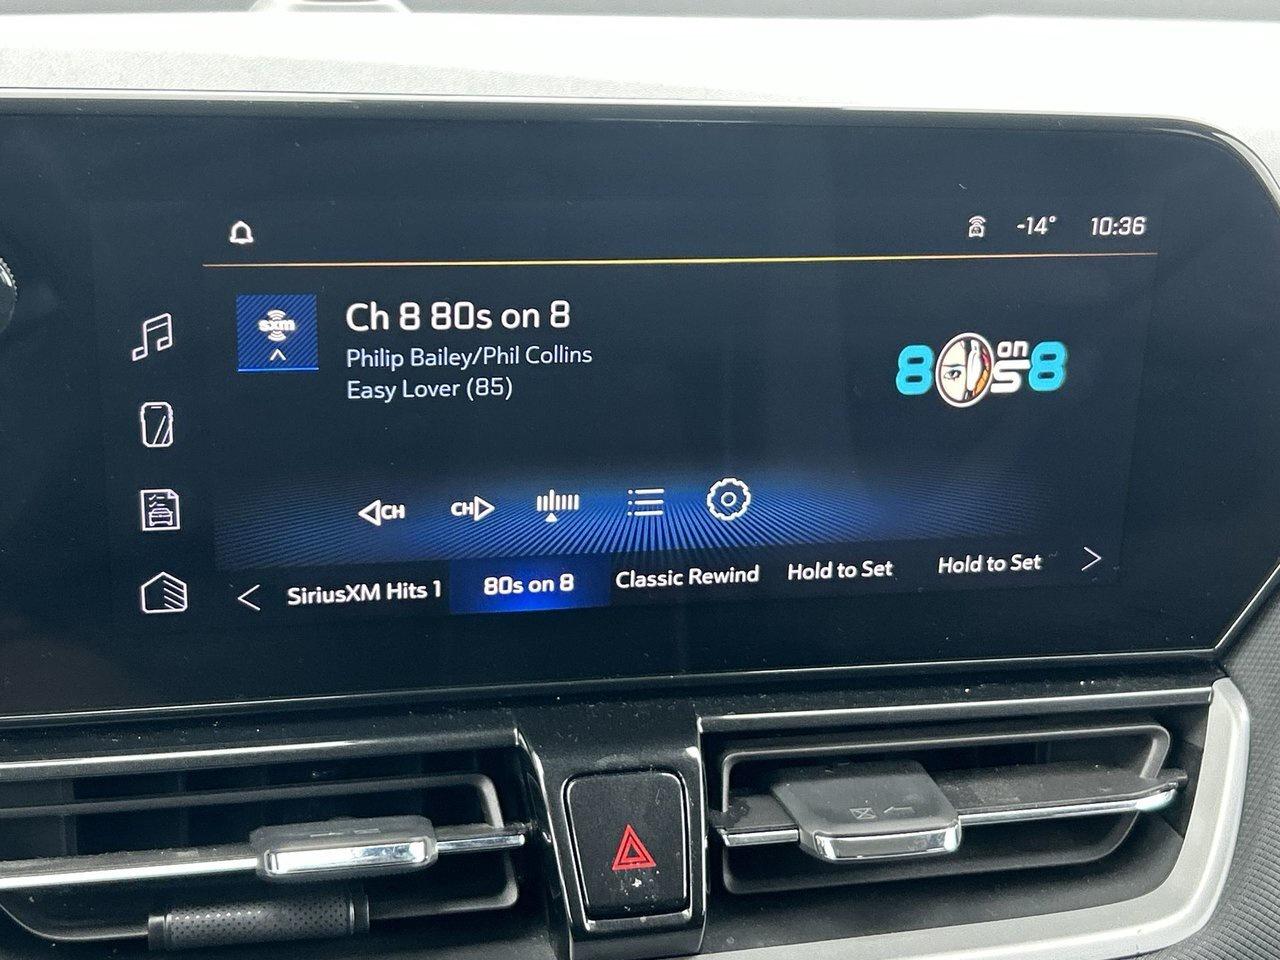 -14° 10:36
sxm
Ch 8 80s on 8
Philip Bailey/Phil Collins
Easy Lover (85)
80s on 8
CH CH
SiriusXM Hits 1 80s on 8 Classic Rewind Hold to Set Hold to Set